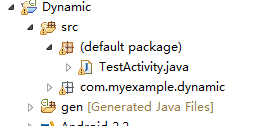 Dynamic
src
(default package)
TestActivity.java
com.myexample.dynamic
gen [Generated Java Files]